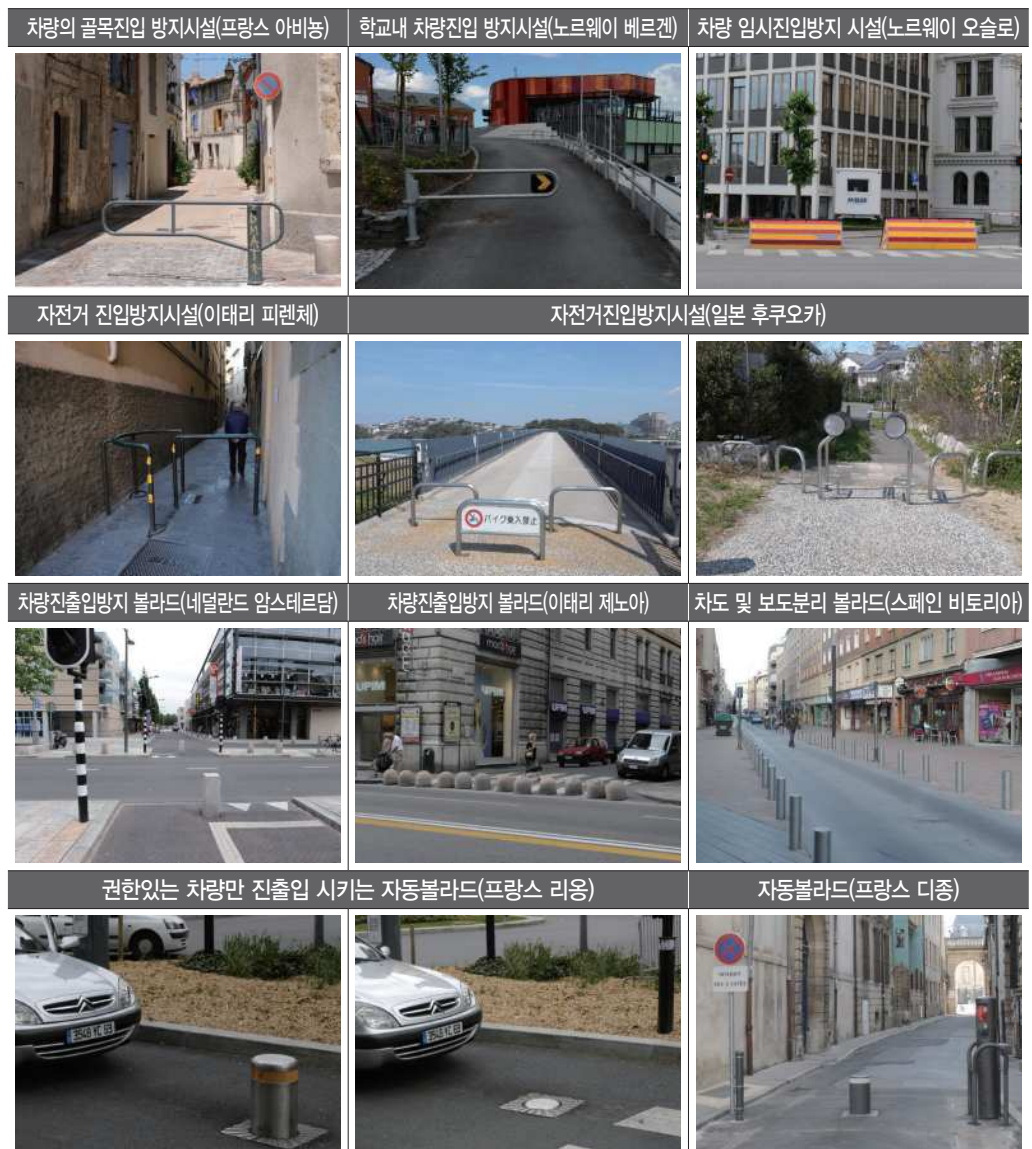 차량의 골목진입 방지시설(프랑스 아비뇽)
학교내 차량진입 방지시설(노르웨이 베르겐)
차량 임시진입방지 시설(노르웨이 오슬로)
자전거 진입방지시설(이태리 피렌체)
자전거진입방지시설(일본 후쿠오카)
バイク乗入禁止
차량진출입방지 볼라드(네덜란드 암스테르담)
차량진출입방지 볼라드(이태리 제노아)
차도 및 보도분리 볼라드(스페인 비토리아)
mod's hair
UPIM
UPIM
UPIM
권한있는 차량만 진출입 시키는 자동볼라드(프랑스 리옹)
자동볼라드(프랑스 디종)